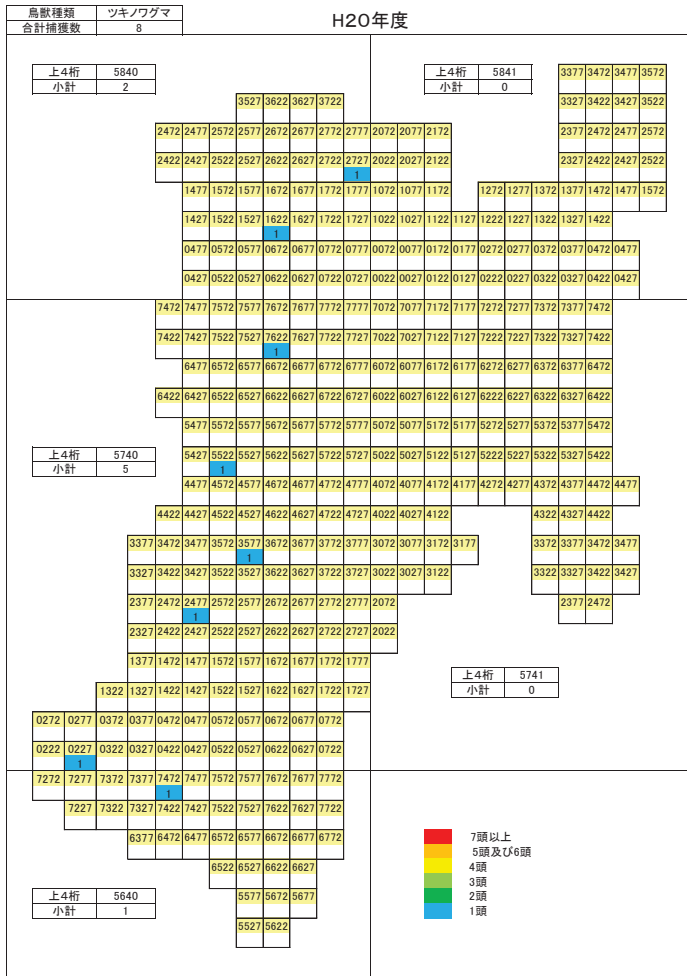 鳥獣種類 ツキノワグマ
合計捕獲数 8
H20年度
上4桁 5840
小計 2
上4桁 5841
小計 0
3377 3472 3477 3572
3527 3622 3627 3722 3327 3422 3427 3522
2472 2477 2572 2577 2672 2677 2772 2777 2072 2077 2172 2377 2472 2477 2572
2422 2427 2522 2527 2622 2627 2722 2727 2022 2027 2122 2327 2422 2427 2522
1
1477 1572 1577 1672 1677 1772 1777 1072 1077 1172 1272 1277 1372 1377 1472 1477 1572
1427 1522 1527 1622 1627 1722 1727 1022 1027 1122 1127 1222 1227 1322 1327 1422
1
0477 0572 0577 0672 0677 0772 0777 0072 0077 0172 0177 0272 0277 0372 0377 0472 0477
0427 0522 0527 0622 0627 0722 0727 0022 0027 0122 0127 0222 0227 0322 0327 0422 0427
7472 7477 7572 7577 7672 7677 7772 7777 7072 7077 7172 7177 7272 7277 7372 7377 7472
7422 7427 7522 7527 7622 7627 7722 7727 7022 7027 7122 7127 7222 7227 7322 7327 7422
1
6477 6572 6577 6672 6677 6772 6777 6072 6077 6172 6177 6272 6277 6372 6377 6472
6422 6427 6522 6527 6622 6627 6722 6727 6022 6027 6122 6127 6222 6227 6322 6327 6422
5477 5572 5577 5672 5677 5772 5777 5072 5077 5172 5177 5272 5277 5372 5377 5472
上4桁 5740
小計 5
5427 5522 5527 5622 5627 5722 5727 5022 5027 5122 5127 5222 5227 5322 5327 5422
1
4477 4572 4577 4672 4677 4772 4777 4072 4077 4172 4177 4272 4277 4372 4377 4472 4477
4422 4427 4522 4527 4622 4627 4722 4727 4022 4027 4122 4322 4327 4422
3377 3472 3477 3572 3577 3672 3677 3772 3777 3072 3077 3172 3177 3372 3377 3472 3477
1
3327 3422 3427 3522 3527 3622 3627 3722 3727 3022 3027 3122 3322 3327 3422 3427
2377 2472 2477 2572 2577 2672 2677 2772 2777 2072 2377 2472
1
2327 2422 2427 2522 2527 2622 2627 2722 2727 2022
1377 1472 1477 1572 1577 1672 1677 1772 1777
上4桁 5741
小計 0
1322 1327 1422 1427 1522 1527 1622 1627 1722 1727
0272 0277 0372 0377 0472 0477 0572 0577 0672 0677 0772
0222 0227 0322 0327 0422 0427 0522 0527 0622 0627 0722
1
7272 7277 7372 7377 7472 7477 7572 7577 7672 7677 7772
1
7227 7322 7327 7422 7427 7522 7527 7622 7627 7722
6377 6472 6477 6572 6577 6672 6677 6772
6522 6527 6622 6627
上4桁 5640
小計 1
5577 5672 5677
5527 5622
7頭以上
5頭及び6頭
4頭
3頭
2頭
1頭